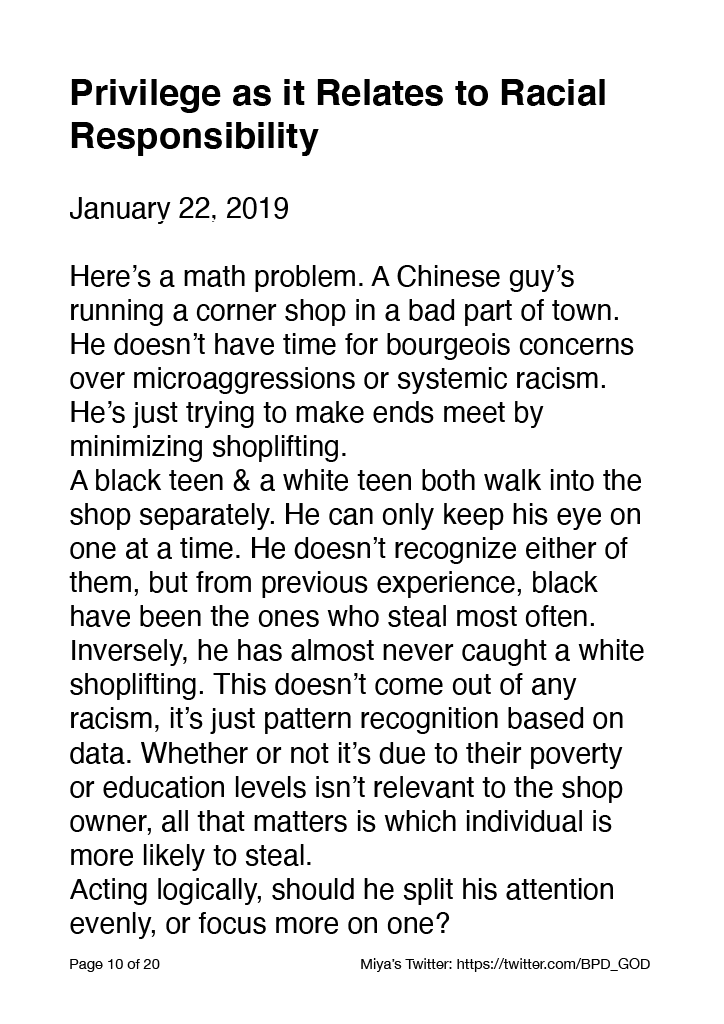 Privilege as it Relates to Racial
Responsibility
January 22, 2019
Here’s a math problem. A Chinese guy’s
running a corner shop in a bad part of town.
He doesn’t have time for bourgeois concerns
over microaggressions or systemic racism.
He’s just trying to make ends meet by
minimizing shoplifting.
A black teen & a white teen both walk into the
shop separately. He can only keep his eye on
one at a time. He doesn’t recognize either of
them, but from previous experience, black
have been the ones who steal most often.
Inversely, he has almost never caught a white
shoplifting. This doesn’t come out of any
racism, it’s just pattern recognition based on
data. Whether or not it’s due to their poverty
or education levels isn’t relevant to the shop
owner, all that matters is which individual is
more likely to steal.
Acting logically, should he split his attention
evenly, or focus more on one?
Page 10 of 20 Miya’s Twitter: https://twitter.com/BPD_GOD